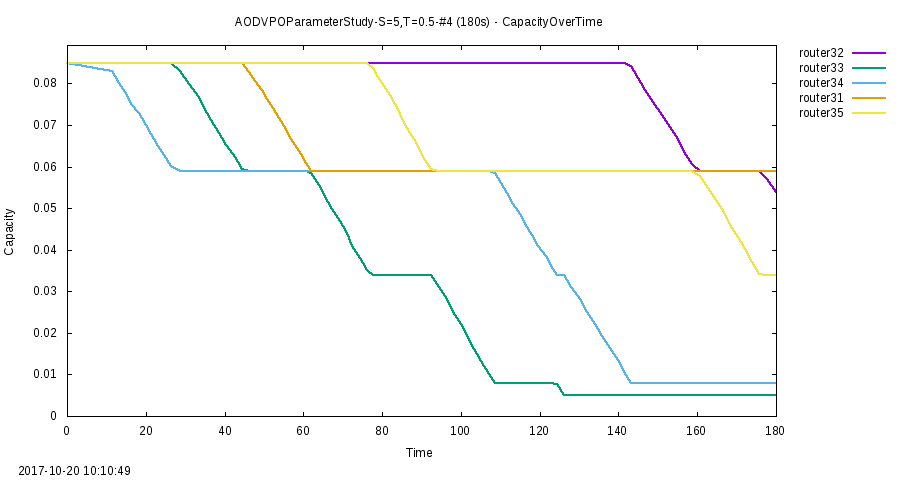 AODVPOParameterStudy-S=5,T=0.5-#4 (180s) - CapacityOverTime
router32
router33
router34
router31
router35
0.08
0.07
0.06
0.05
0.04
0.03
0.02
0.01
0
Capacity
0 20 40 60 80 100 120 140 160 180
Time
2017-10-20 10:10:49